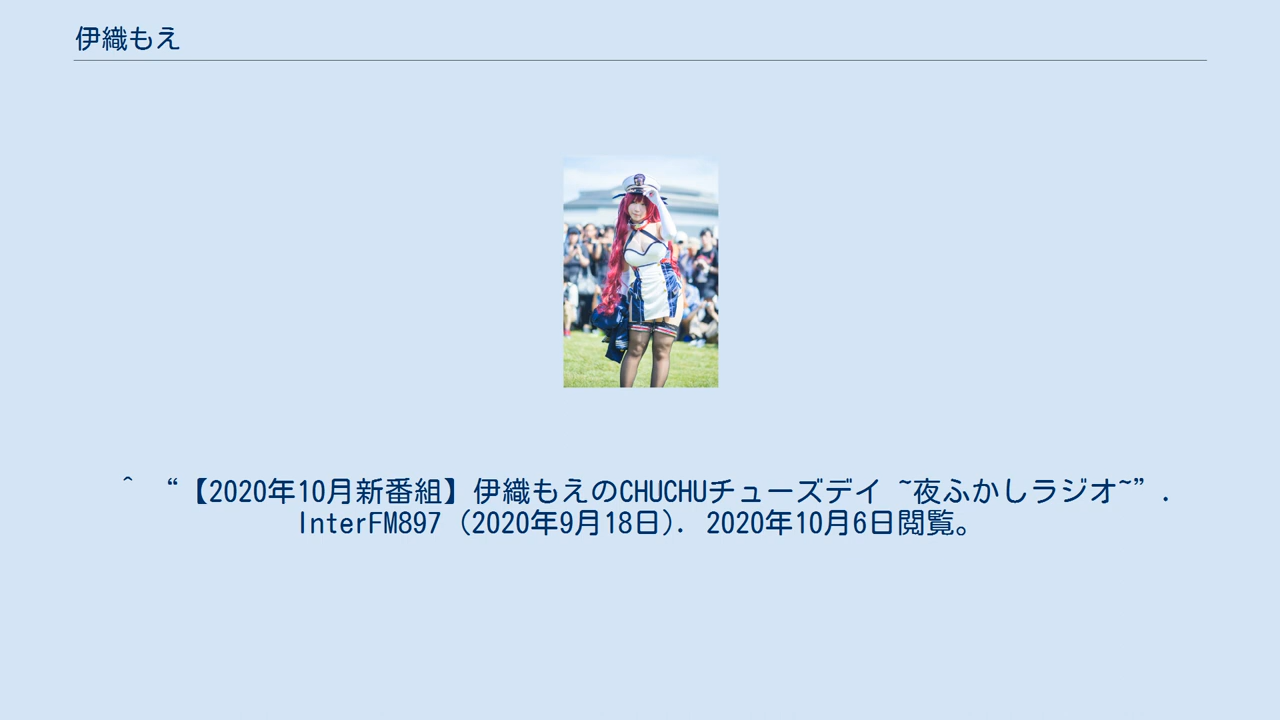 伊織もえ
^ “【2020年10月新番組】伊織もえのCHUCHUチューズデイ ~夜ふかしラジオ~”.
InterFM897 (2020年9月18日). 2020年10月6日閲覧。